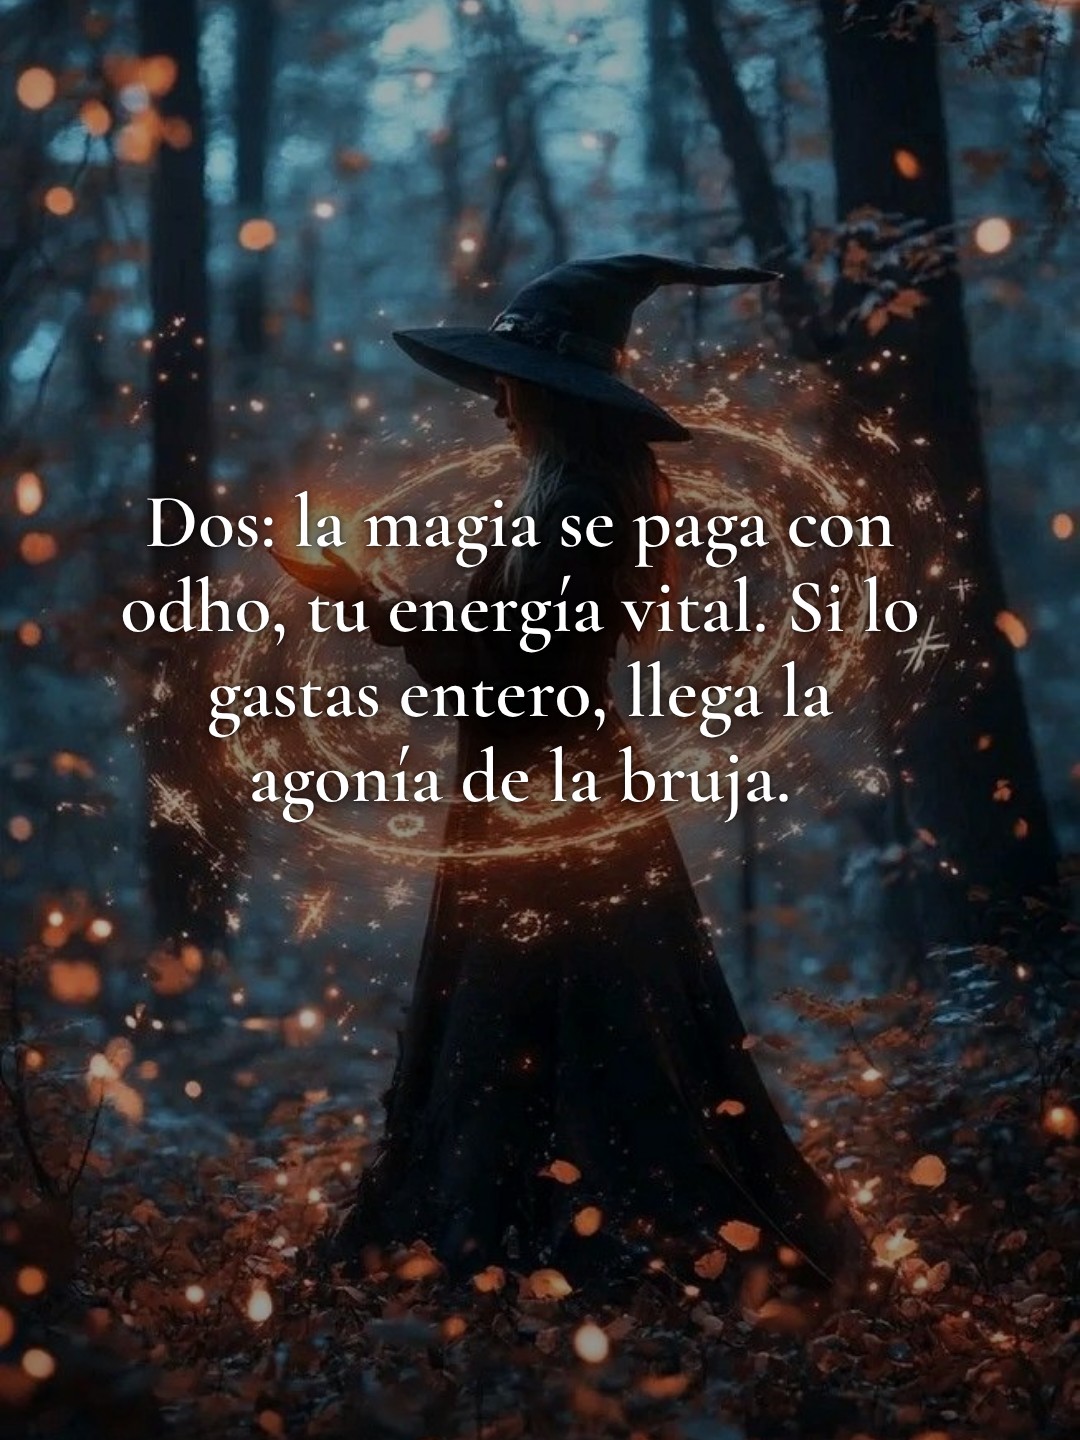 Dos: la magia se paga con
odho, tu energía vital. Si lo
gastas entero, llega la
agonía de la bruja.